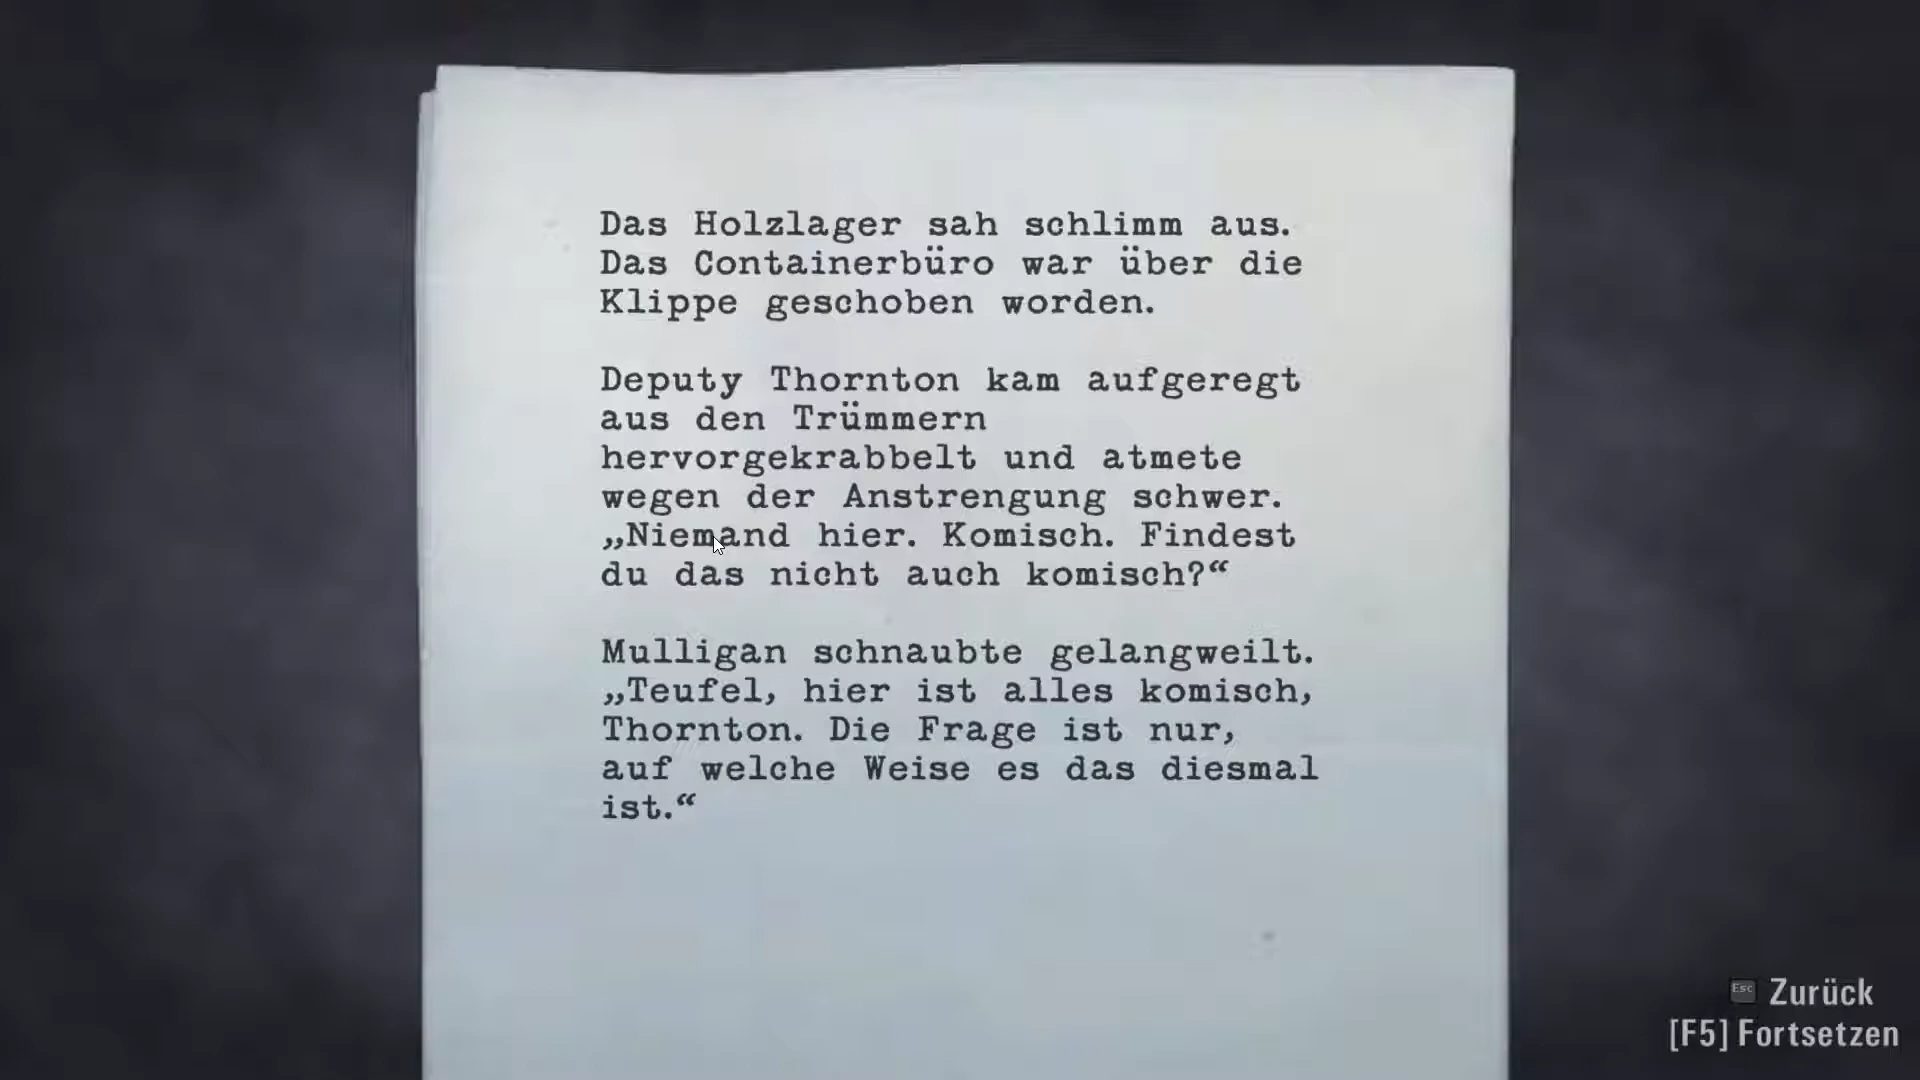 Das Holzlager sah schlimm aus.
Das Containerbüro war über die
Klippe geschoben worden.
Deputy Thornton kam aufgeregt
aus den Trümmern
hervorgekrabbelt und atmete
wegen der Anstrengung schwer.
„Niemand hier. Komisch. Findest
du das nicht auch komisch?“
Mulligan schnaubte gelangweilt.
„Teufel, hier ist alles komisch,
Thornton. Die Frage ist nur,
auf welche Weise es das diesmal
ist.“
Esc Zurück
[F5] Fortsetzen